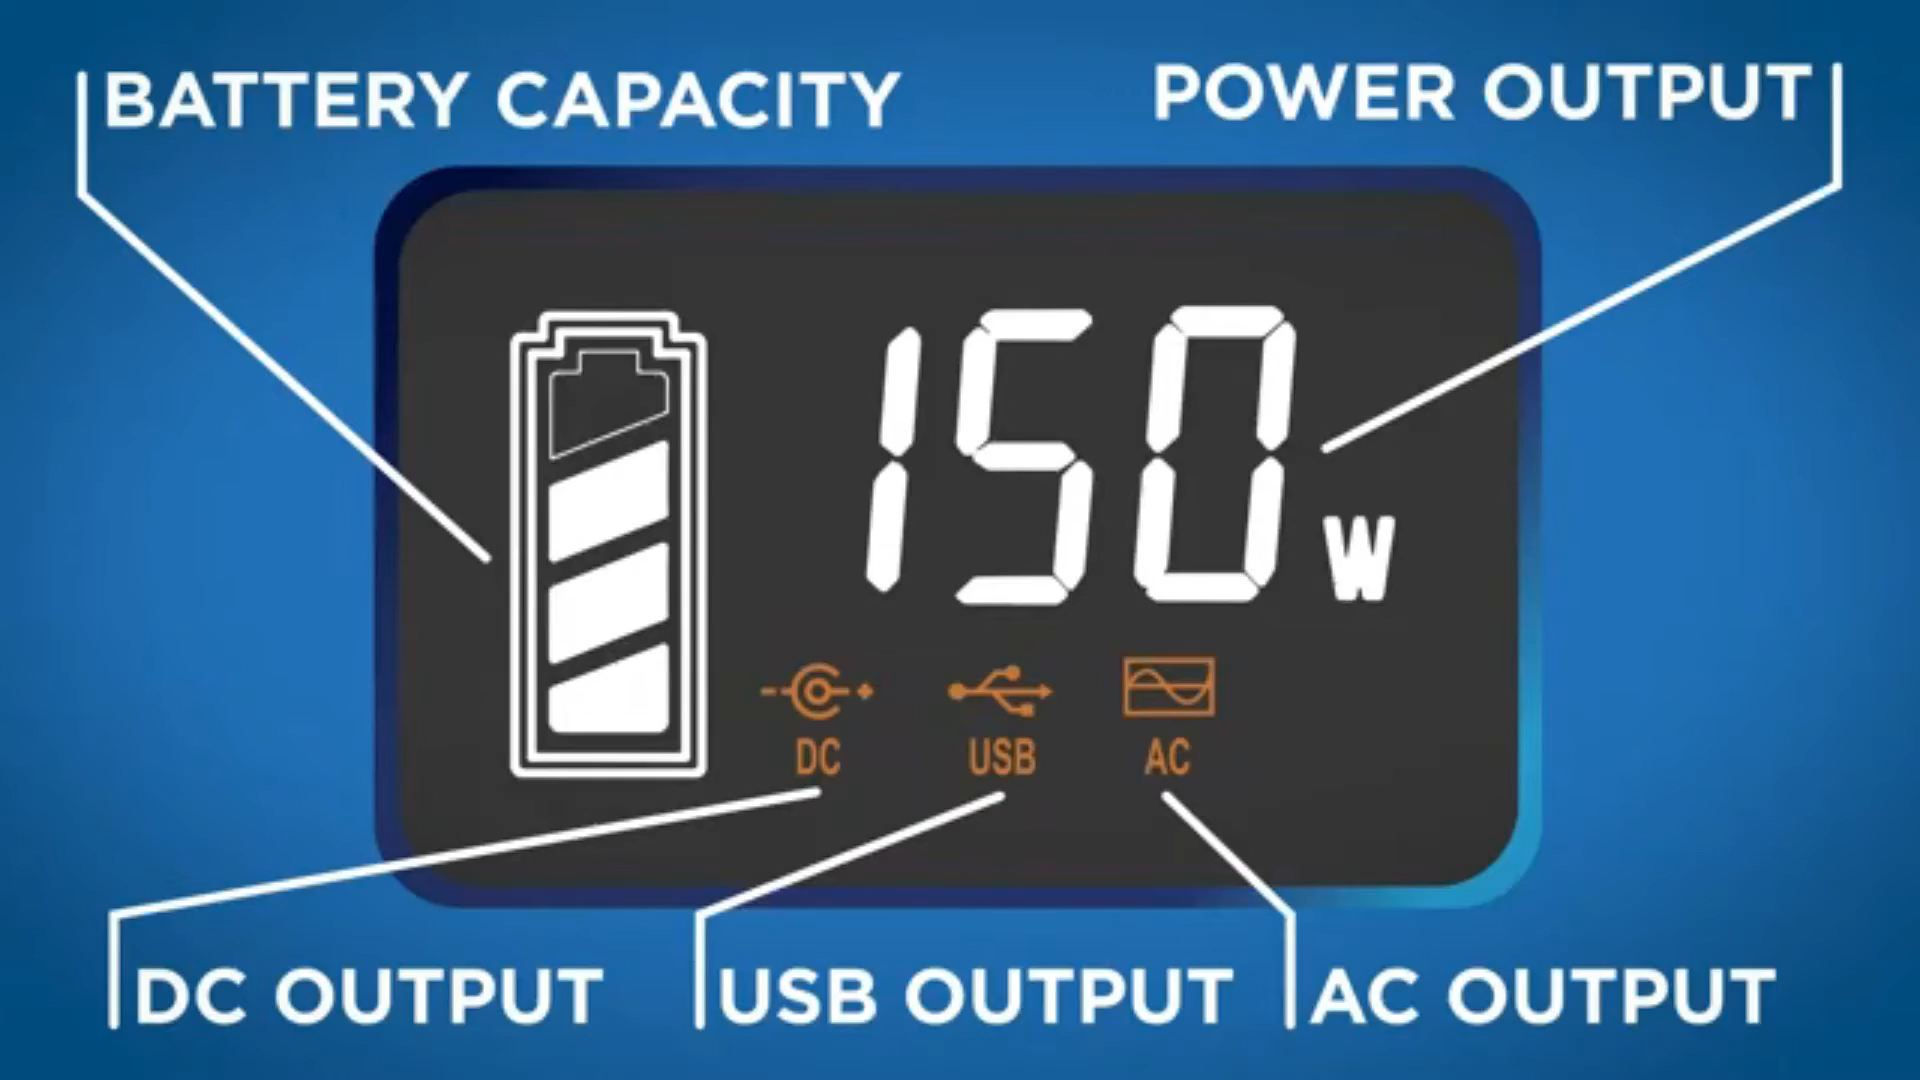 BATTERY CAPACITY
POWER OUTPUT
150 W
DC
USB
AC
DC OUTPUT
USB OUTPUT
AC OUTPUT